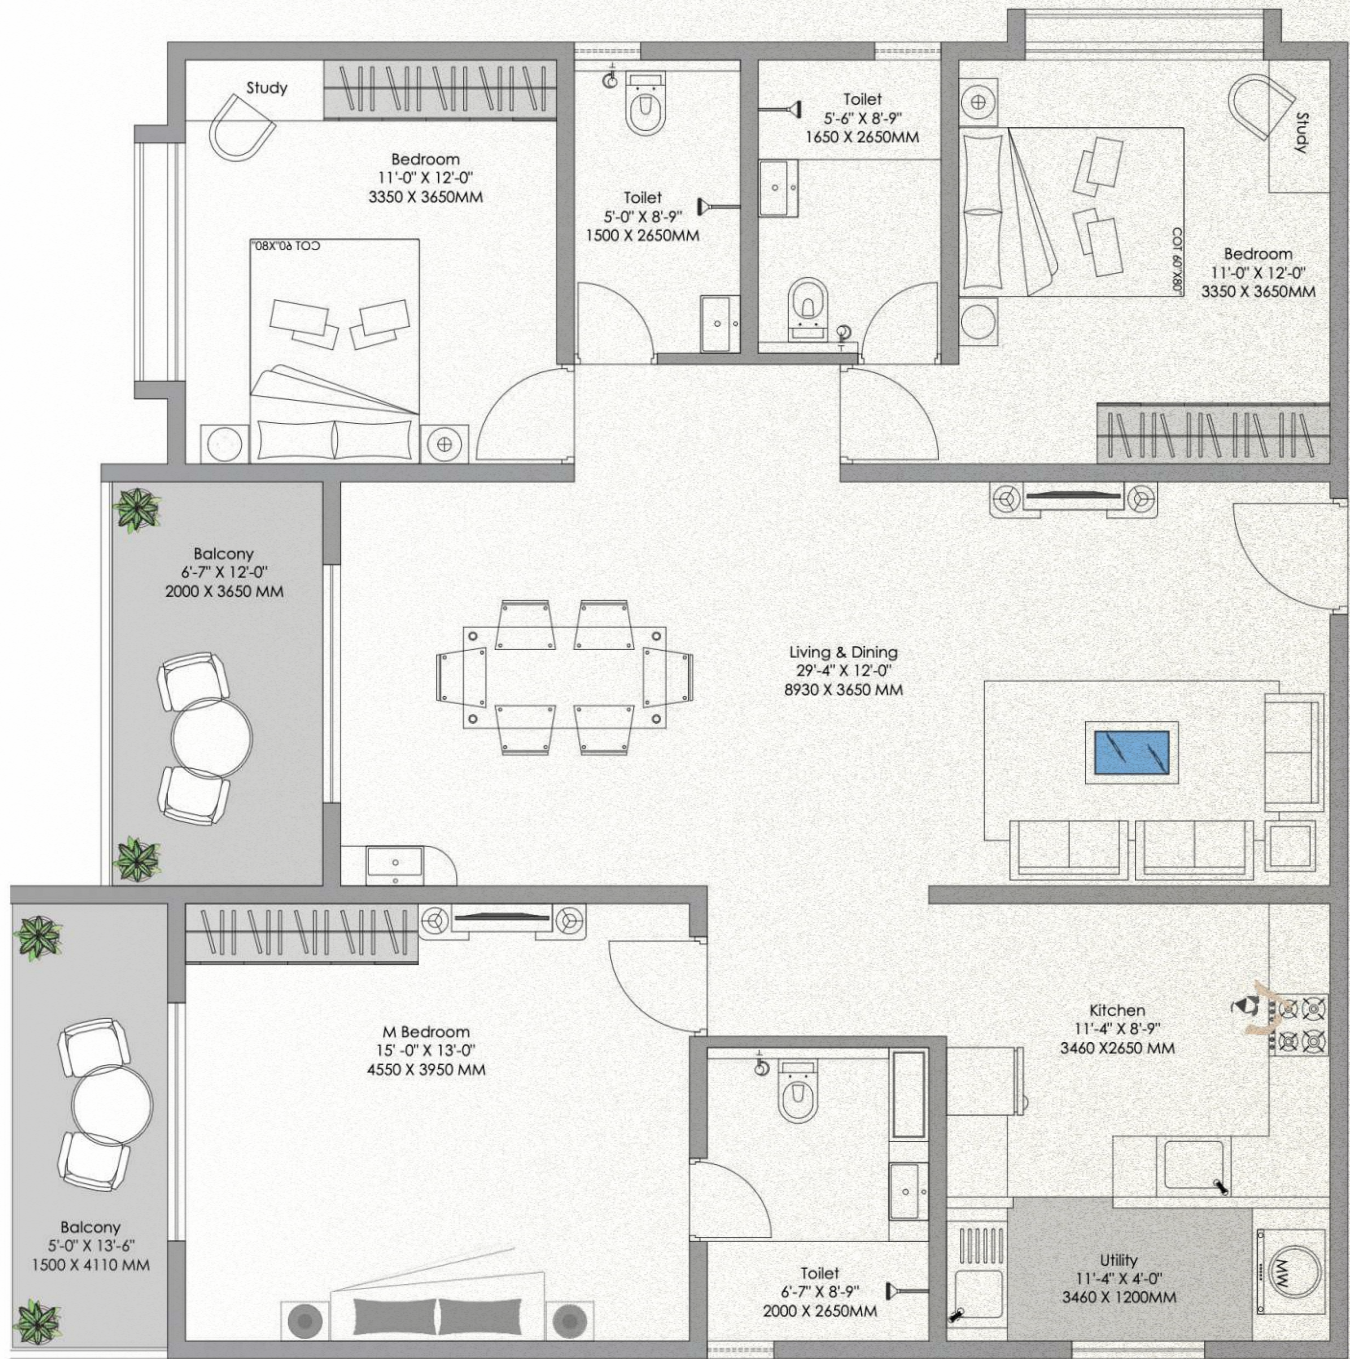 Study
Bedroom
11'-0" X 12'-0"
3350 X 3650MM
COT 60"X80"
Toilet
5'-0" X 8'-9"
1500 X 2650MM
Toilet
5'-6" X 8'-9"
1650 X 2650MM
Study
COT 60"X80"
Bedroom
11'-0" X 12'-0"
3350 X 3650MM
Balcony
6'-7" X 12'-0"
2000 X 3650 MM
Living & Dining
29'-4" X 12'-0"
8930 X 3650 MM
M Bedroom
15' -0" X 13'-0"
4550 X 3950 MM
Kitchen
11'-4" X 8'-9"
3460 X2650 MM
Balcony
5'-0" X 13'-6"
1500 X 4110 MM
Toilet
6'-7" X 8'-9"
2000 X 2650MM
Utility
11'-4" X 4'-0"
3460 X 1200MM
MW